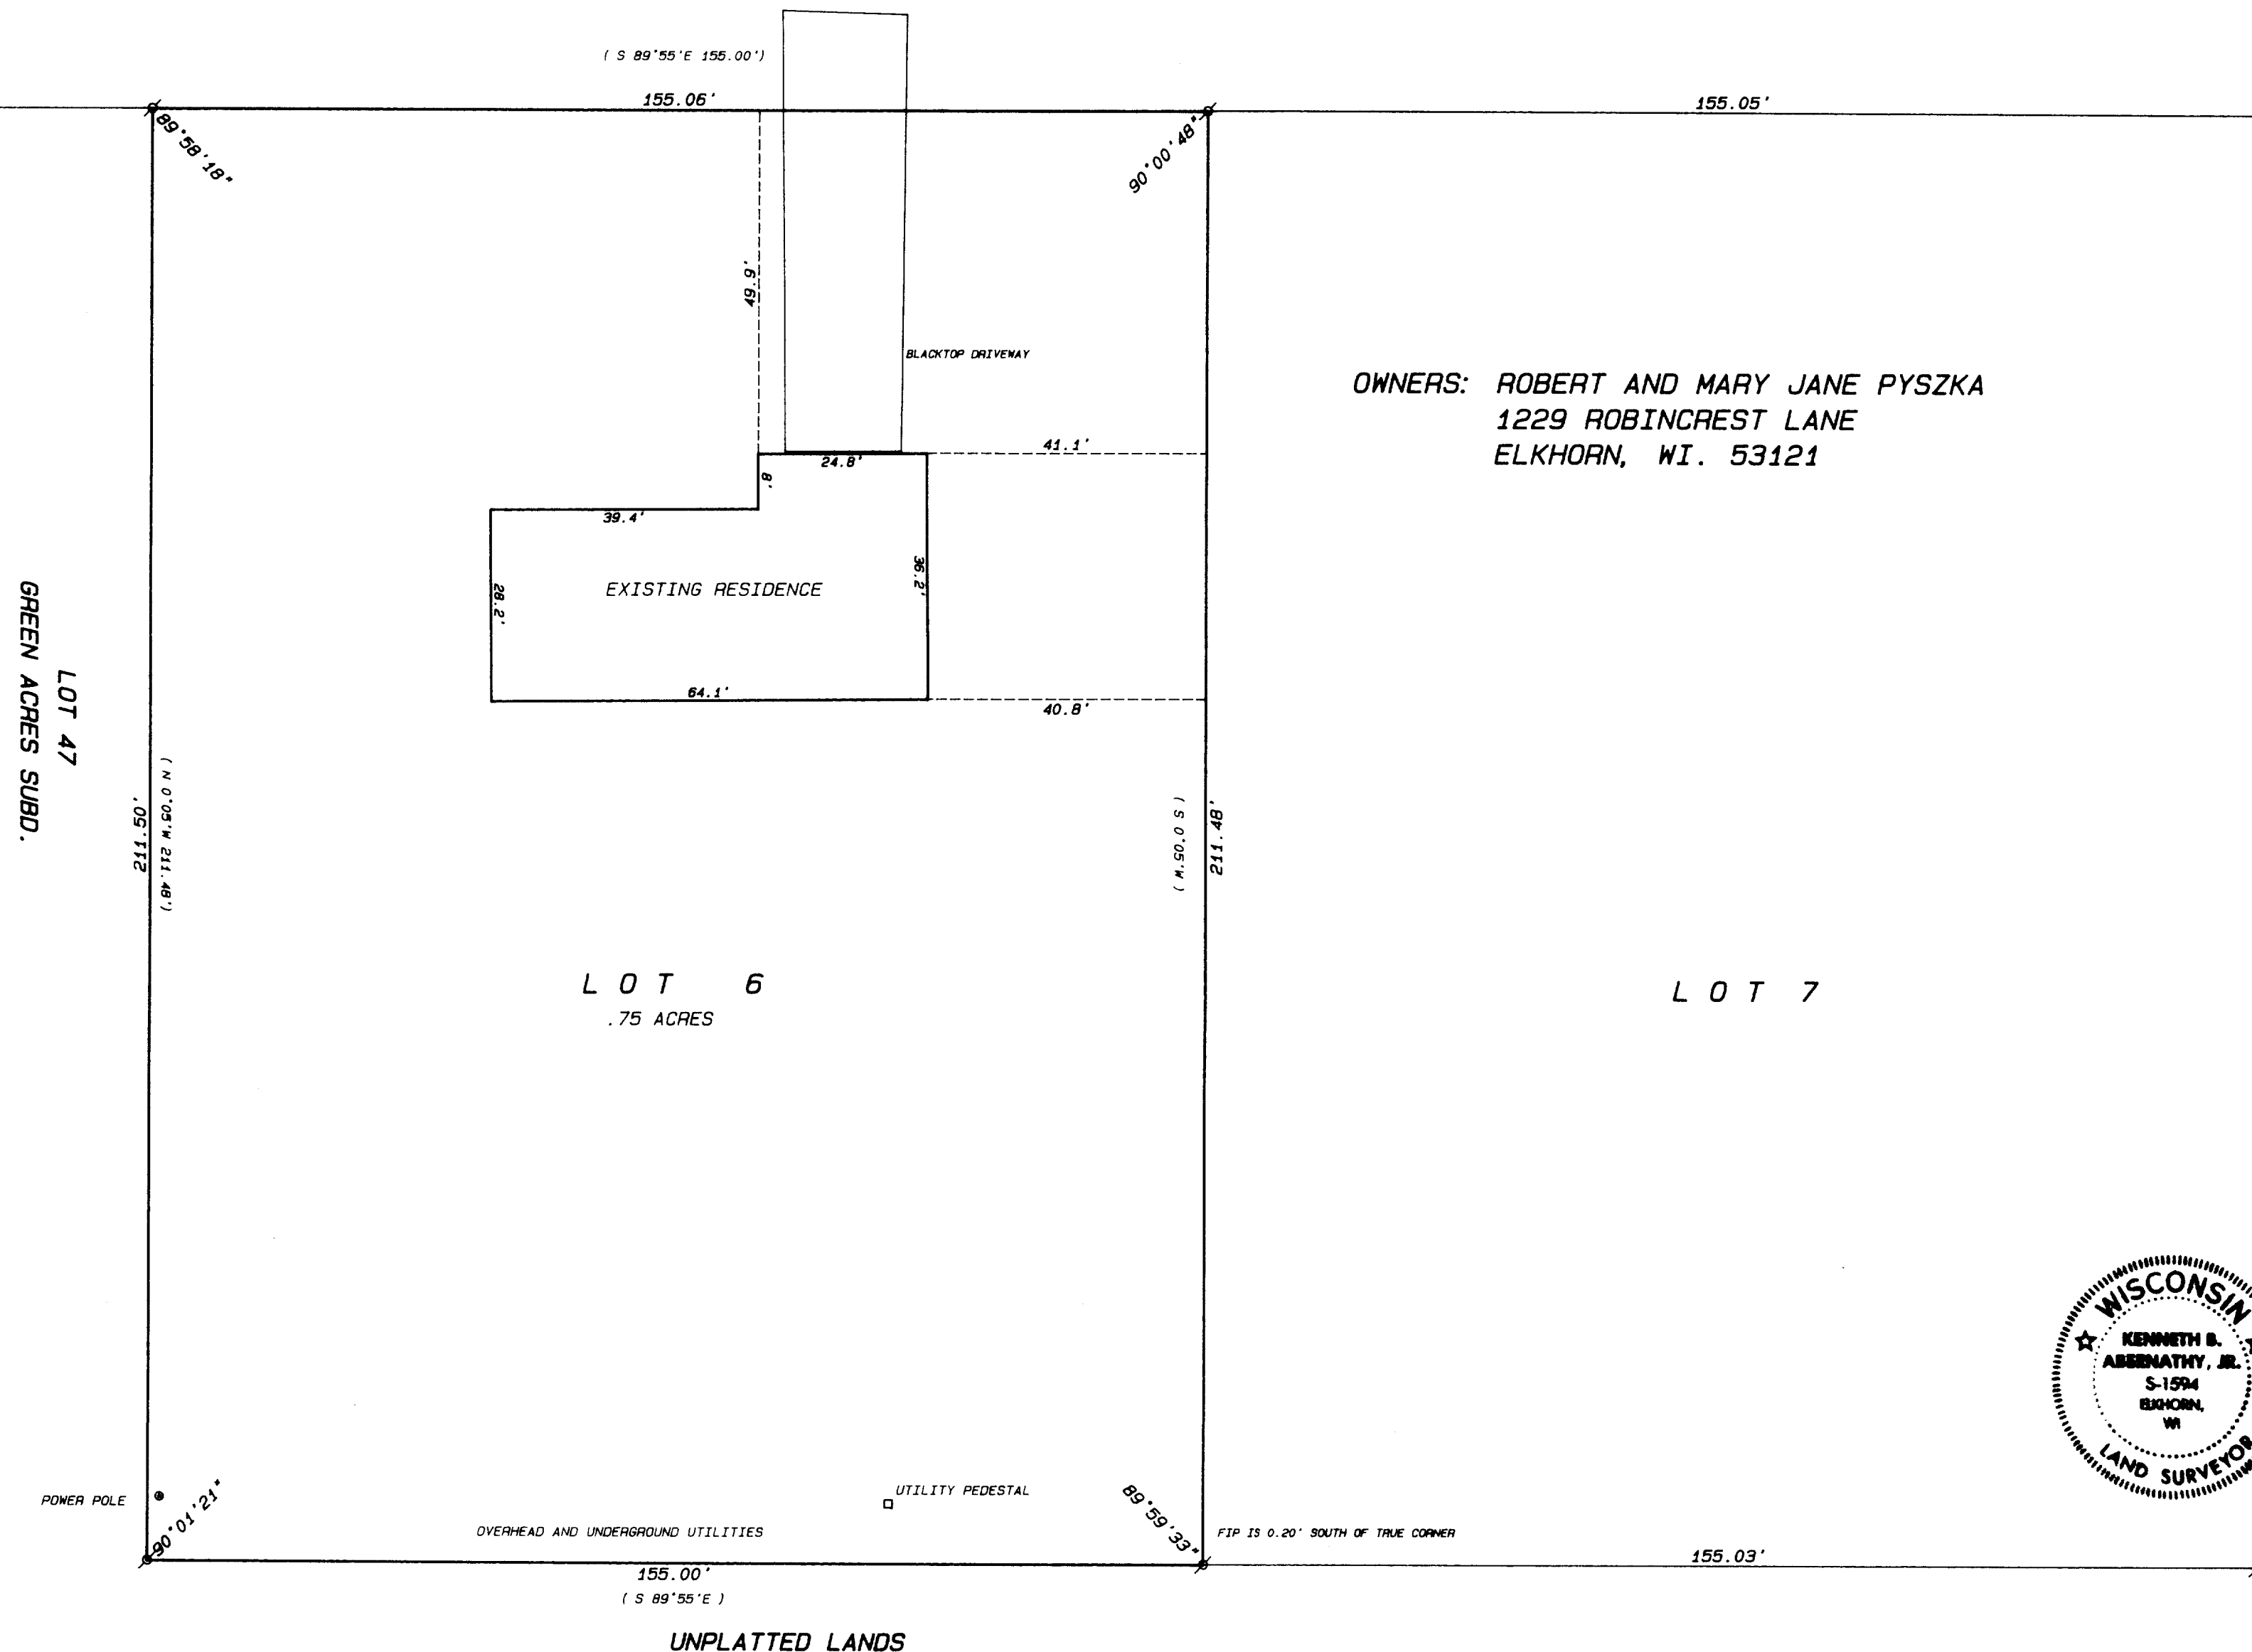 ( S 89°55'E 155.00')
155.06'
155.05'
89°58'18"
90°00'48"
49.9'
BLACKTOP DRIVEWAY
OWNERS: ROBERT AND MARY JANE PYSZKA
1229 ROBINCREST LANE
ELKHORN, WI. 53121
41.1'
24.8'
8'
39.4'
36.2'
28.2'
EXISTING RESIDENCE
64.1'
40.8'
LOT 47
GREEN ACRES SUBD.
211.50'
( N 0°05'W 211.48')
( S 0°05'W )
211.48'
LOT 6
.75 ACRES
LOT 7
WISCONSIN
KENNETH B.
ABERNATHY, JR.
S-1594
ELKHORN,
WI
LAND SURVEYOR
POWER POLE
90°01'21"
UTILITY PEDESTAL
OVERHEAD AND UNDERGROUND UTILITIES
89°59'33"
FIP IS 0.20' SOUTH OF TRUE CORNER
155.00'
155.03'
( S 89°55'E )
UNPLATTED LANDS